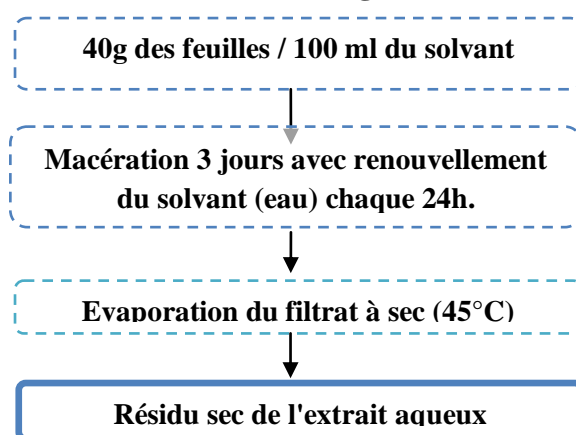 40g des feuilles / 100 ml du solvant
Macération 3 jours avec renouvellement
du solvant (eau) chaque 24h.
Evaporation du filtrat à sec (45°C)
Résidu sec de l'extrait aqueux